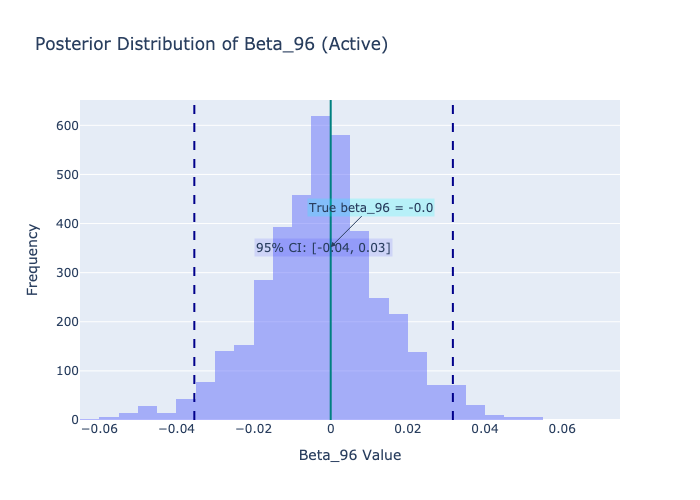 Posterior Distribution of Beta_96 (Active)
600
500
400
300
200
100
0
Frequency
True beta_96 = -0.0
95% CI: [-0.04, 0.03]
−0.06
−0.04
−0.02
0
0.02
0.04
0.06
Beta_96 Value